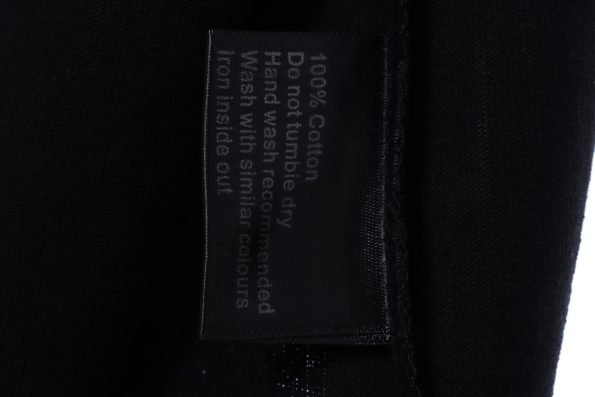 100% Cotton
Do not tumble dry
Hand wash recommended
Wash with similar colours
Iron inside out